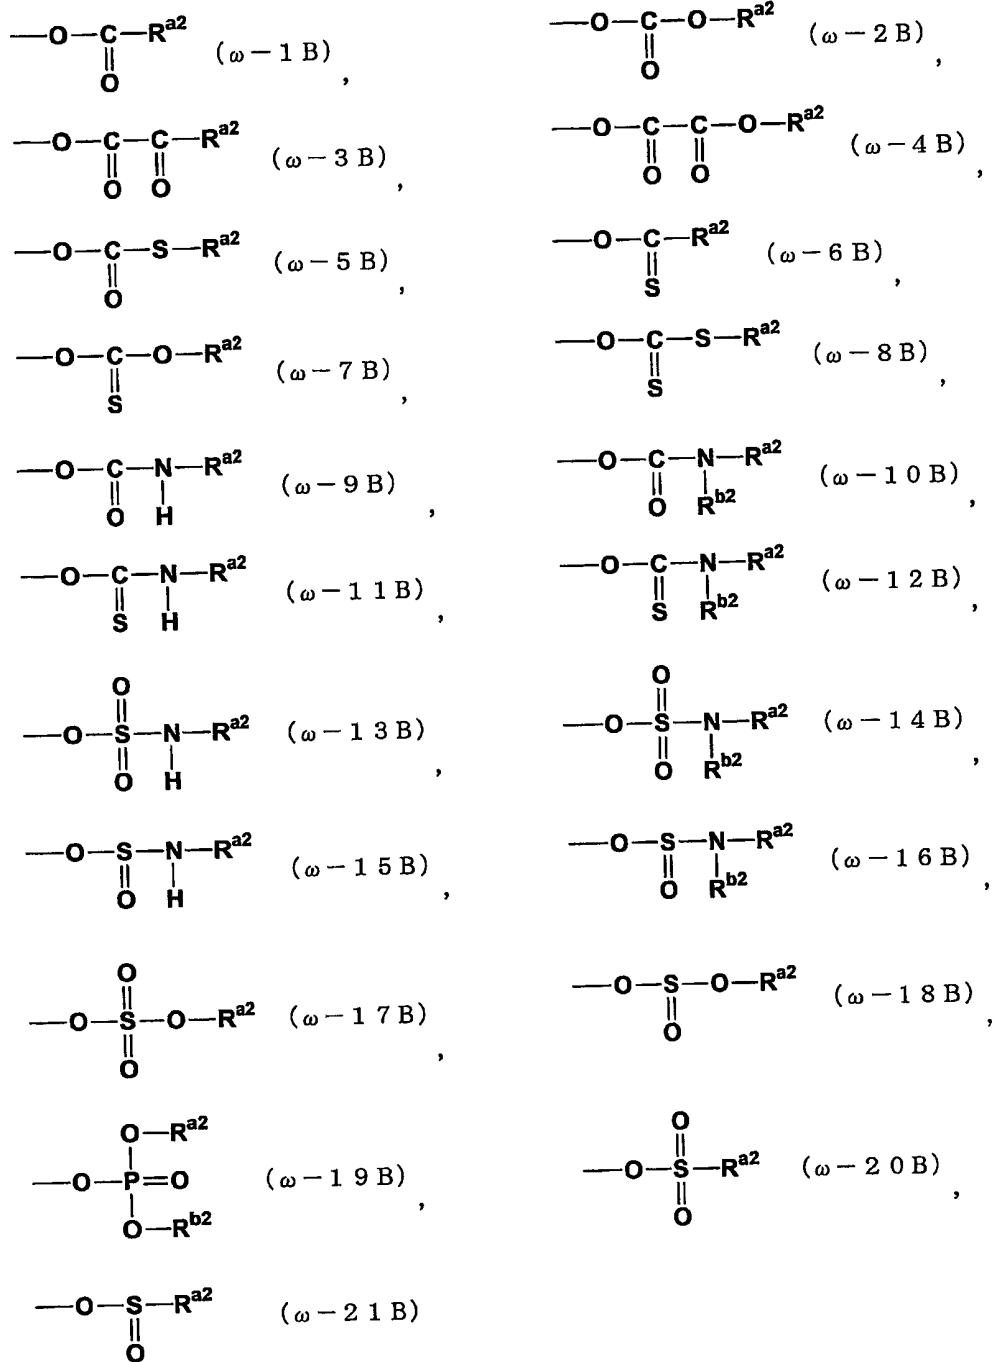 —O—C—R^a2 (ω−1B), —O—C—O—R^a2 (ω−2B),
O O
—O—C—C—R^a2 (ω−3B), —O—C—C—O—R^a2 (ω−4B),
O O O O
—O—C—S—R^a2 (ω−5B), —O—C—R^a2 (ω−6B),
O S
—O—C—O—R^a2 (ω−7B), —O—C—S—R^a2 (ω−8B),
S S
—O—C—N—R^a2 (ω−9B), —O—C—N—R^a2 (ω−10B),
O H O R^b2
—O—C—N—R^a2 (ω−11B), —O—C—N—R^a2 (ω−12B),
S H S R^b2
O O
—O—S—N—R^a2 (ω−13B), —O—S—N—R^a2 (ω−14B),
O H O R^b2
—O—S—N—R^a2 (ω−15B), —O—S—N—R^a2 (ω−16B),
O H O R^b2
O
—O—S—O—R^a2 (ω−17B), —O—S—O—R^a2 (ω−18B),
O O
O—R^a2 O
—O—P=O (ω−19B), —O—S—R^a2 (ω−20B),
O—R^b2 O
—O—S—R^a2 (ω−21B)
O